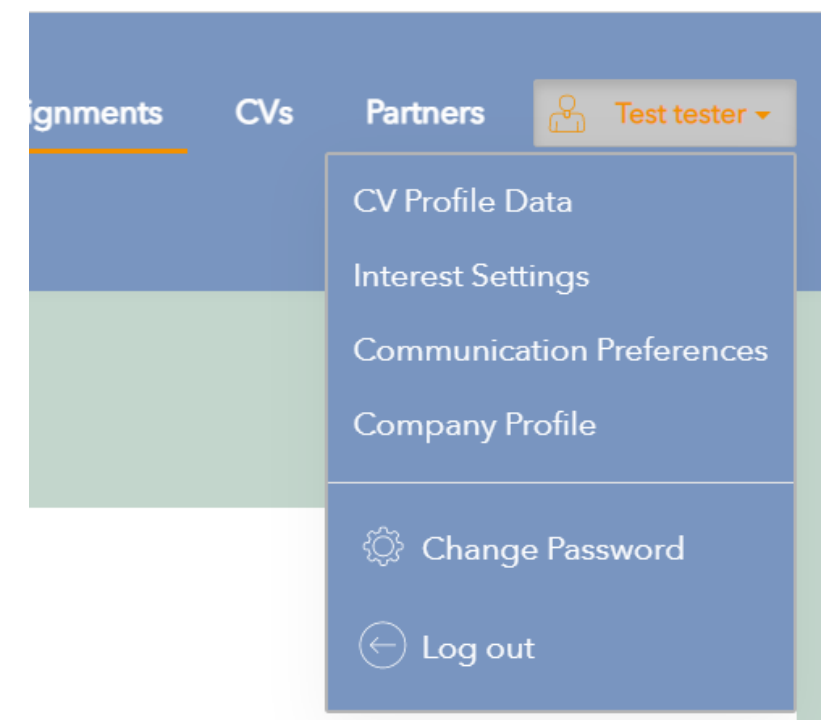 ignments CVs Partners Test tester
CV Profile Data
Interest Settings
Communication Preferences
Company Profile
Change Password
Log out